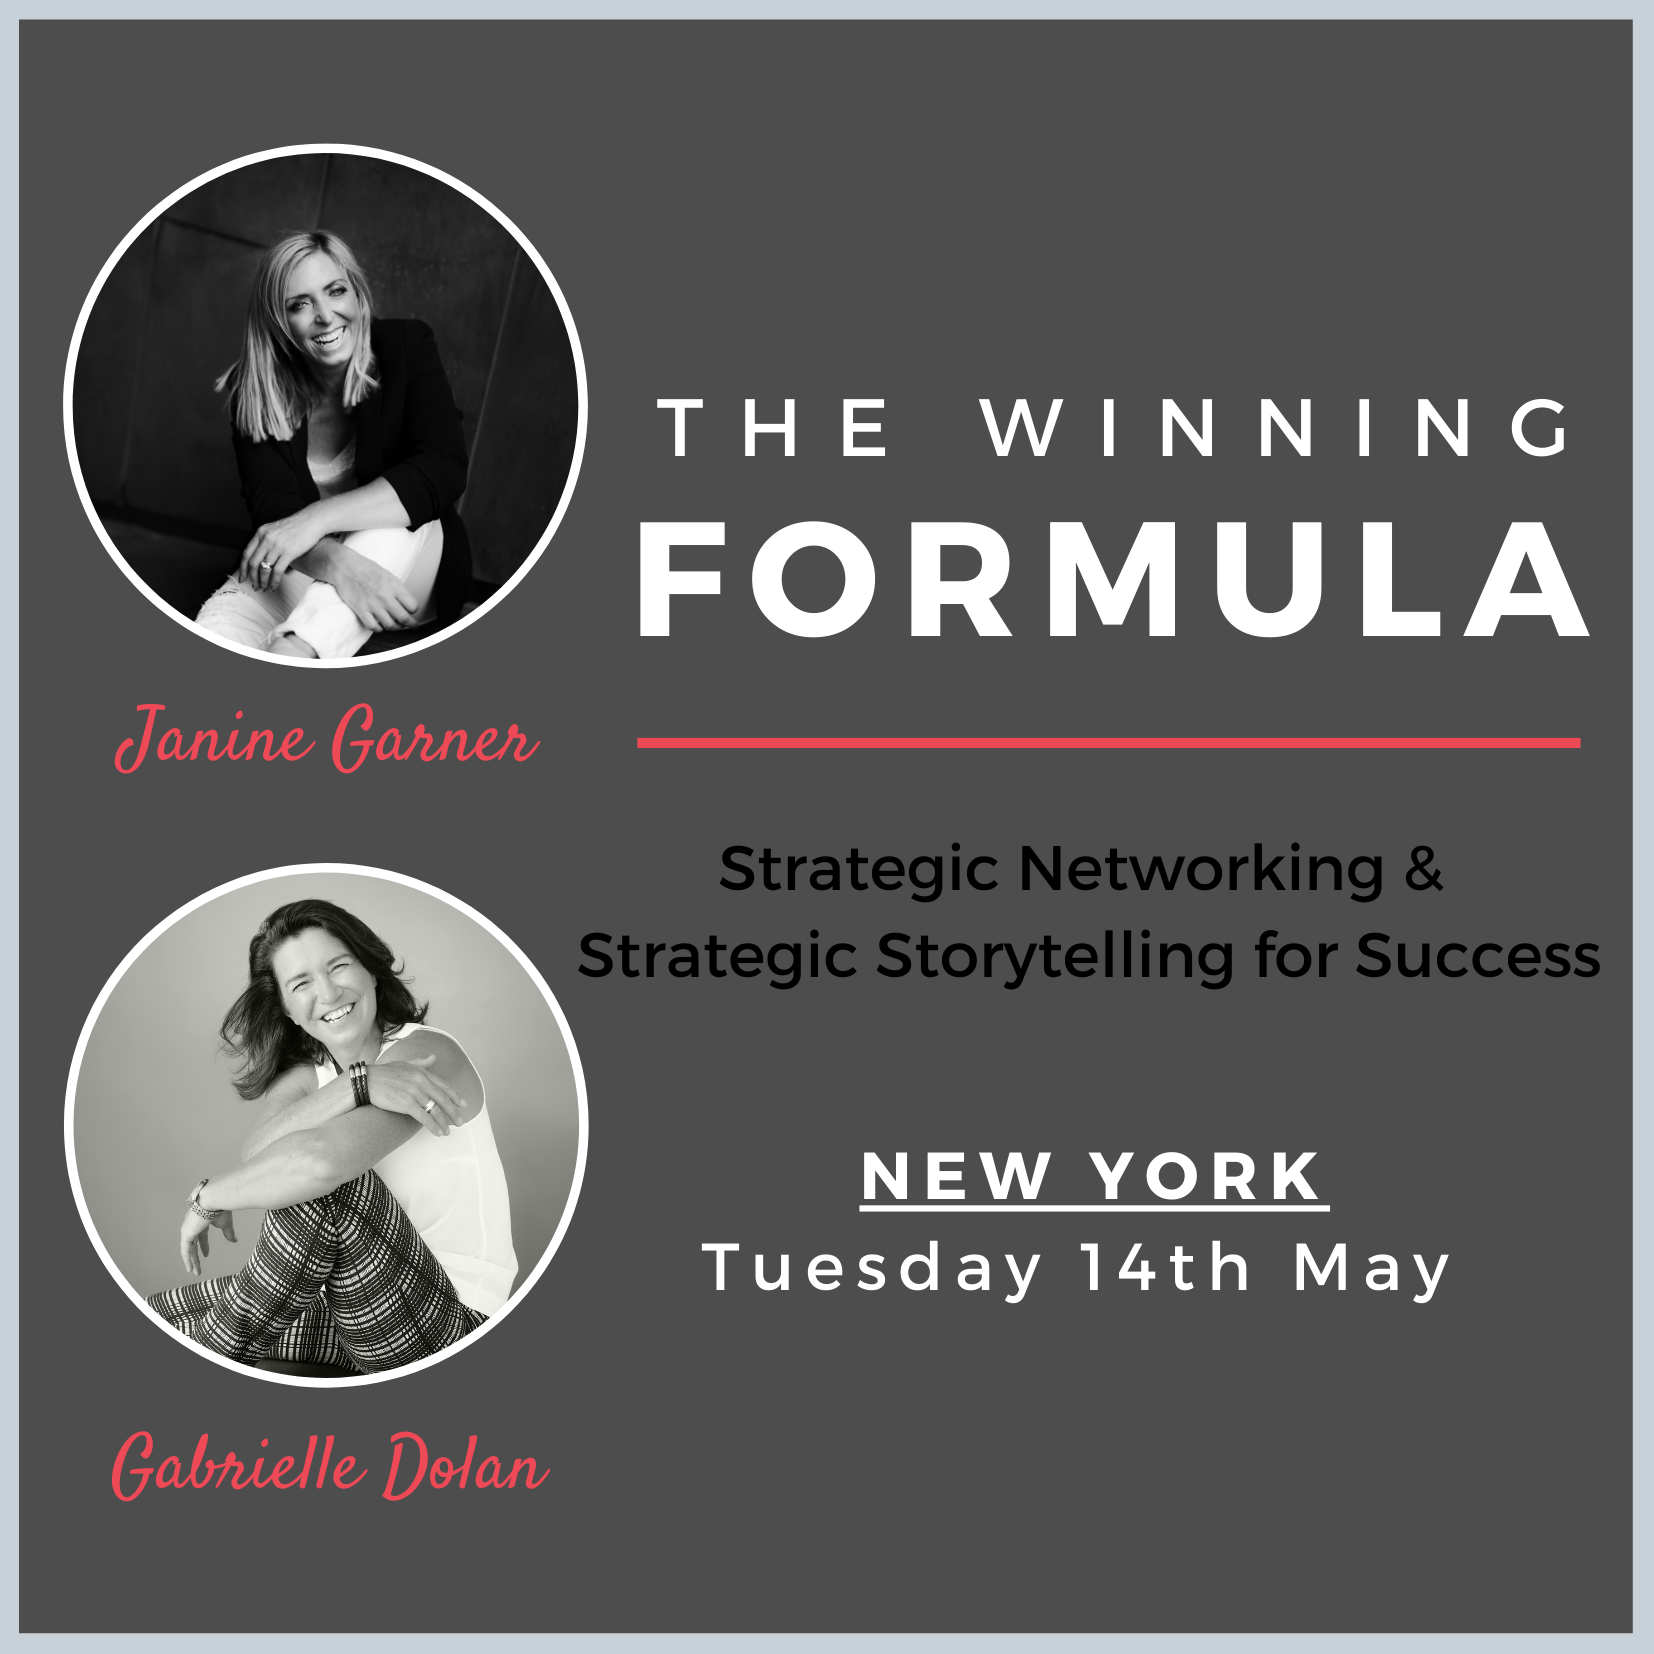 THE WINNING
FORMULA
Janine Garner
Strategic Networking &
Strategic Storytelling for Success
NEW YORK
Tuesday 14th May
Gabrielle Dolan